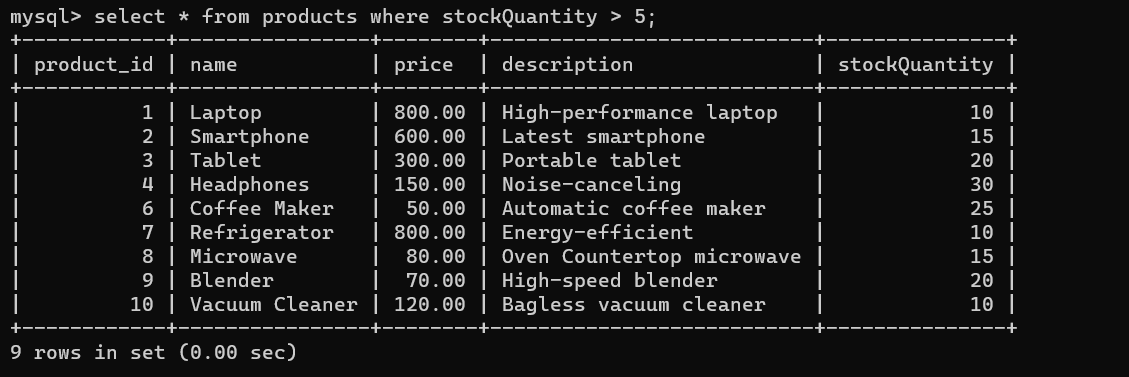 mysql> select * from products where stockQuantity > 5;
+------------+----------------+--------+---------------------------+---------------+
| product_id | name           | price  | description               | stockQuantity |
+------------+----------------+--------+---------------------------+---------------+
|          1 | Laptop         | 800.00 | High-performance laptop   |            10 |
|          2 | Smartphone     | 600.00 | Latest smartphone         |            15 |
|          3 | Tablet         | 300.00 | Portable tablet           |            20 |
|          4 | Headphones     | 150.00 | Noise-canceling           |            30 |
|          6 | Coffee Maker   |  50.00 | Automatic coffee maker    |            25 |
|          7 | Refrigerator   | 800.00 | Energy-efficient          |            10 |
|          8 | Microwave      |  80.00 | Oven Countertop microwave |            15 |
|          9 | Blender        |  70.00 | High-speed blender        |            20 |
|         10 | Vacuum Cleaner | 120.00 | Bagless vacuum cleaner    |            10 |
+------------+----------------+--------+---------------------------+---------------+
9 rows in set (0.00 sec)